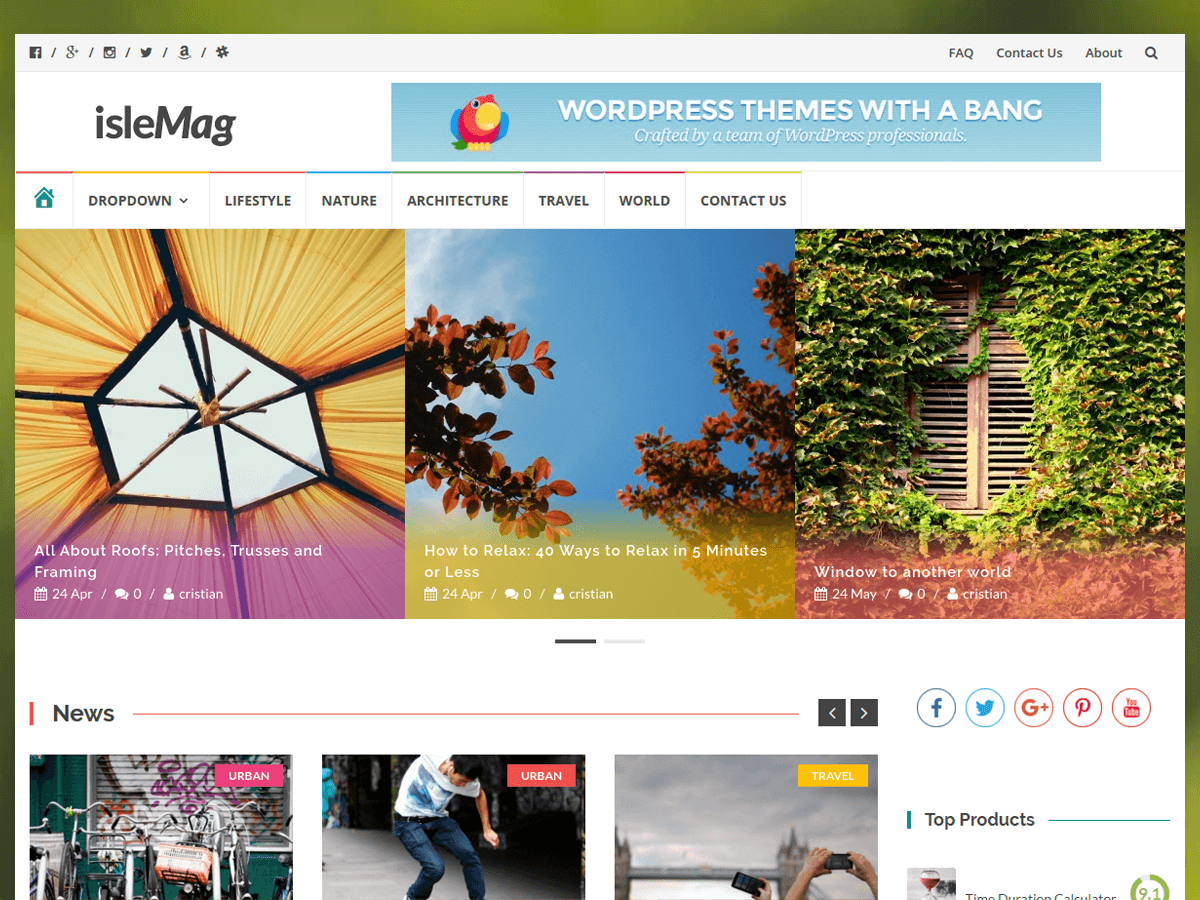 / / / / /
FAQ Contact Us About
isleMag
WORDPRESS THEMES WITH A BANG
Crafted by a team of WordPress professionals.
DROPDOWN LIFESTYLE NATURE ARCHITECTURE TRAVEL WORLD CONTACT US
All About Roofs: Pitches, Trusses and
Framing
24 Apr / 0 / cristian
How to Relax: 40 Ways to Relax in 5 Minutes
or Less
24 Apr / 0 / cristian
Window to another world
24 May / 0 / cristian
News
URBAN
URBAN
TRAVEL
You
Tube
Top Products
Time Duration Calculator
9.1